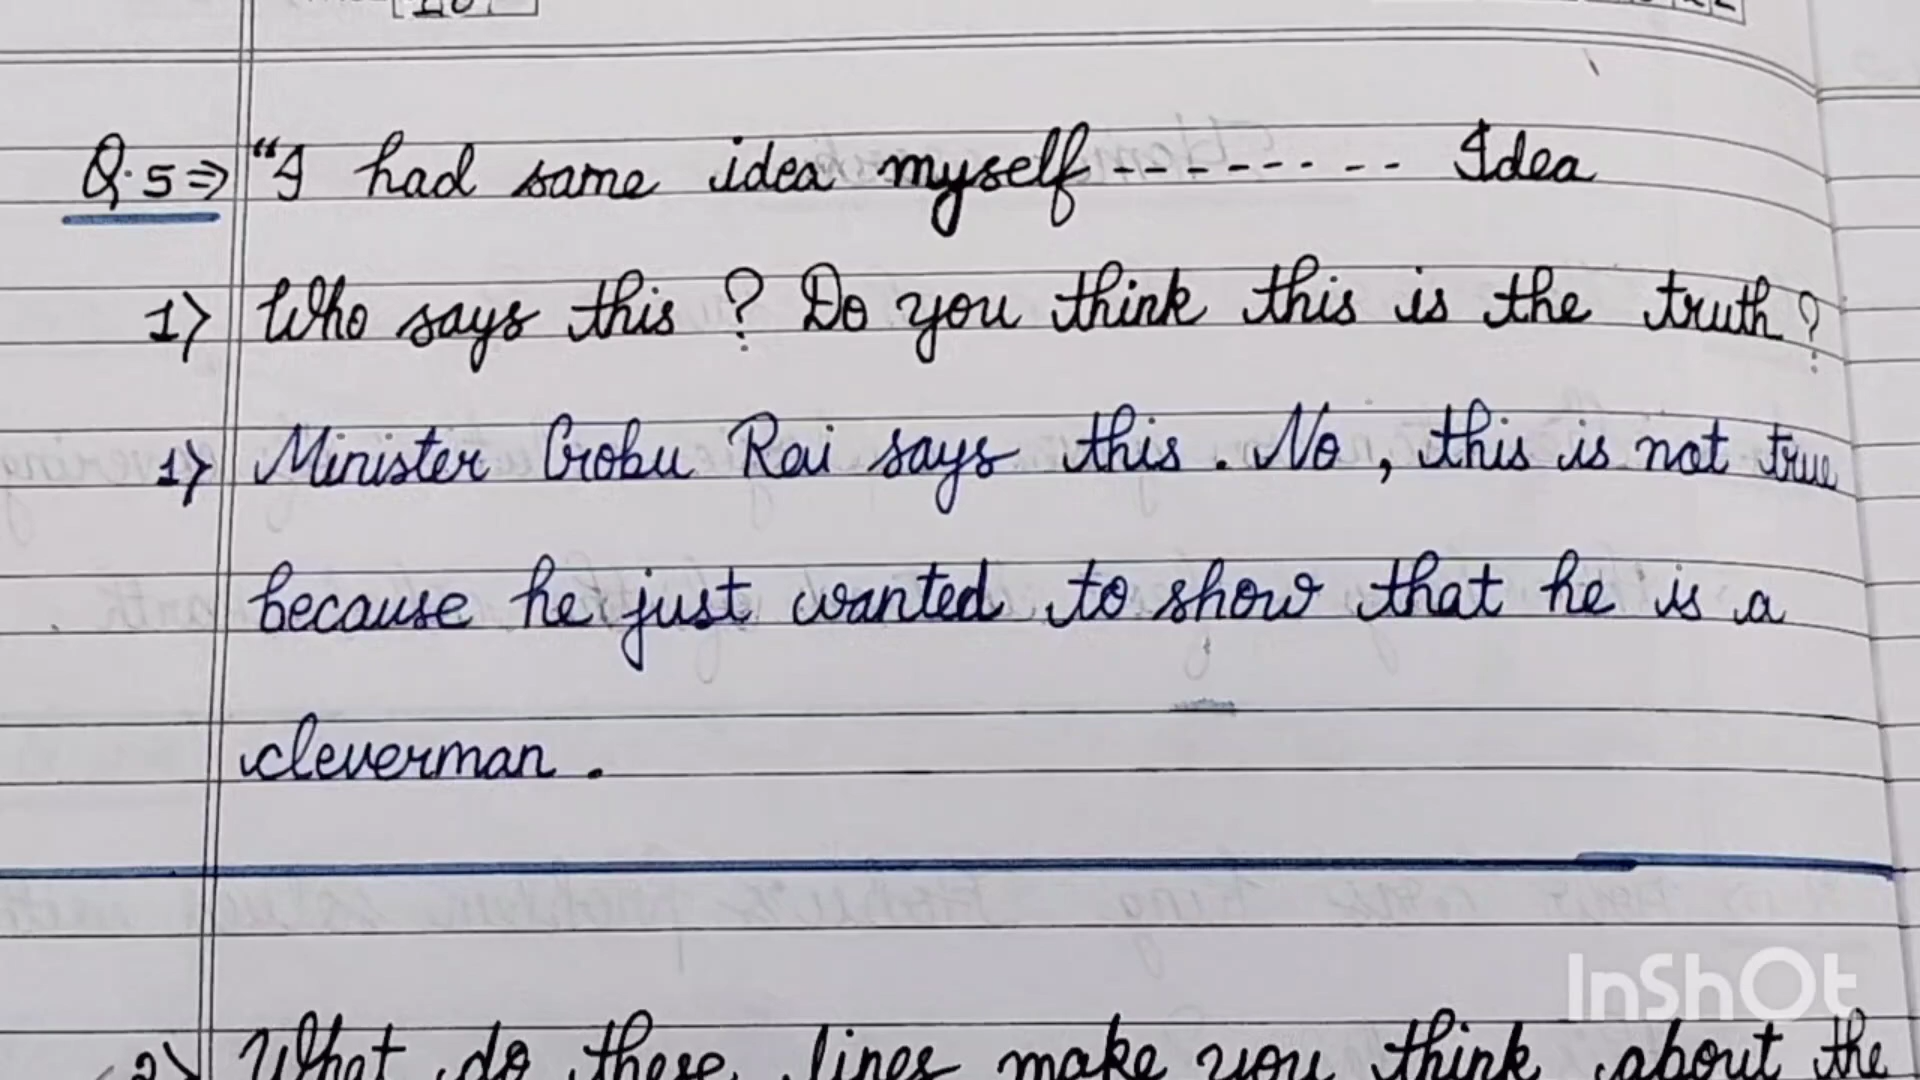 Q.5⇒ "I had same idea myself -------- Idea
1) Who says this ? Do you think this is the truth ?
1) Minister Gobu Rai says this . No , this is not true
because he just wanted to show that he is a
cleverman .
InShOt
2) What do these lines make you think about the